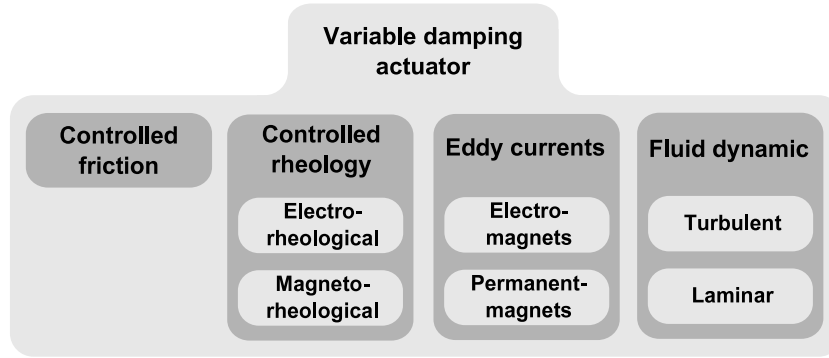 Variable damping
actuator
Controlled
friction
Controlled
rheology
Electro-
rheological
Magneto-
rheological
Eddy currents
Electro-
magnets
Permanent-
magnets
Fluid dynamic
Turbulent
Laminar